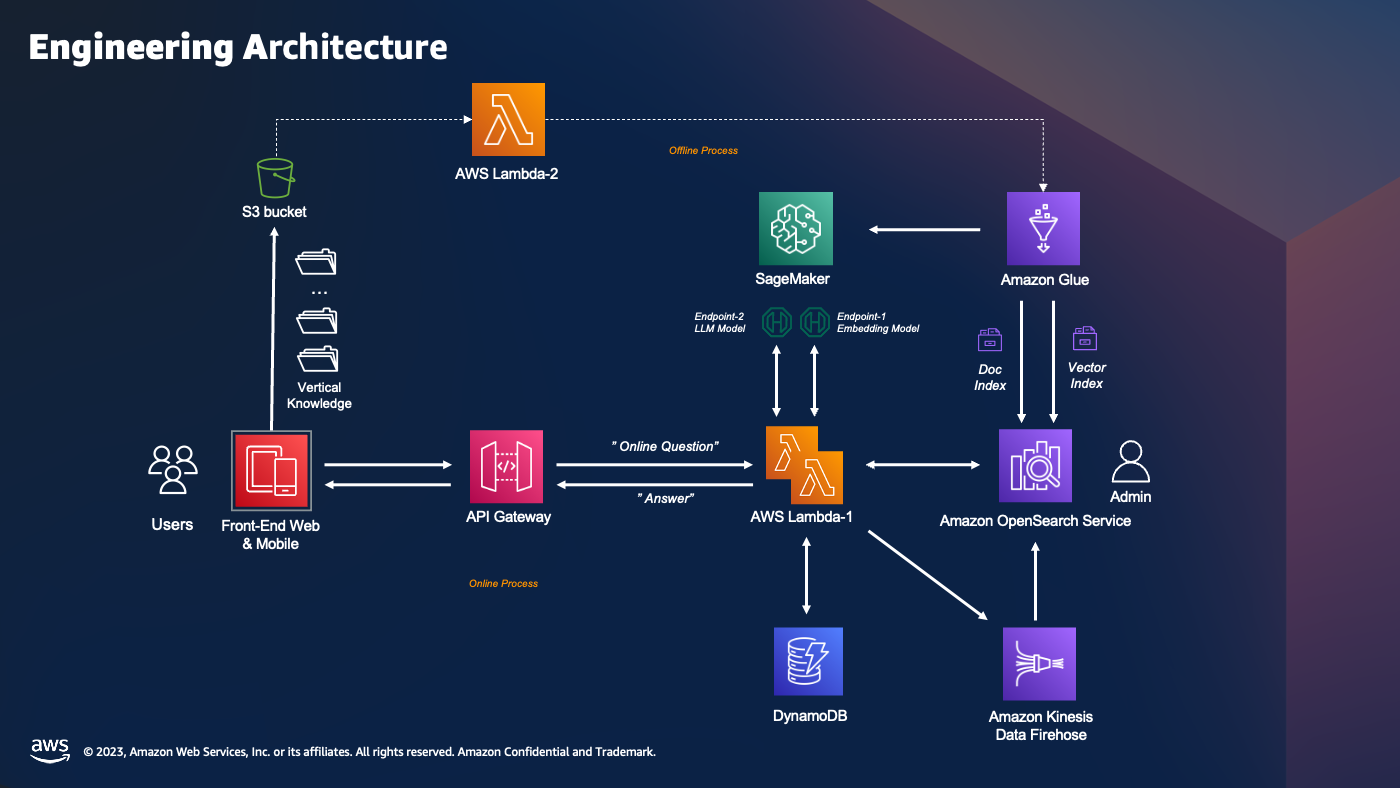 Engineering Architecture
AWS Lambda-2
Offline Process
S3 bucket
SageMaker
Amazon Glue
Endpoint-2
LLM Model
Endpoint-1
Embedding Model
...
Vertical
Knowledge
Doc
Index
Vector
Index
Users
Front-End Web
& Mobile
</>
API Gateway
" Online Question"
" Answer"
AWS Lambda-1
Amazon OpenSearch Service
Admin
Online Process
DynamoDB
Amazon Kinesis
Data Firehose
aws
© 2023, Amazon Web Services, Inc. or its affiliates. All rights reserved. Amazon Confidential and Trademark.